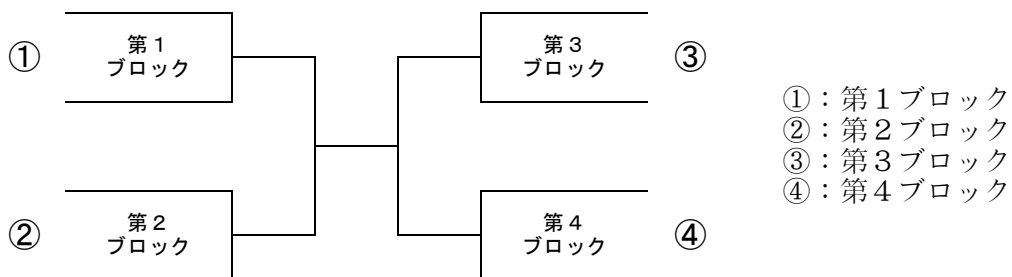 ①
第１
ブロック
第３
ブロック
③
②
第２
ブロック
第４
ブロック
④
①：第１ブロック
②：第２ブロック
③：第３ブロック
④：第４ブロック